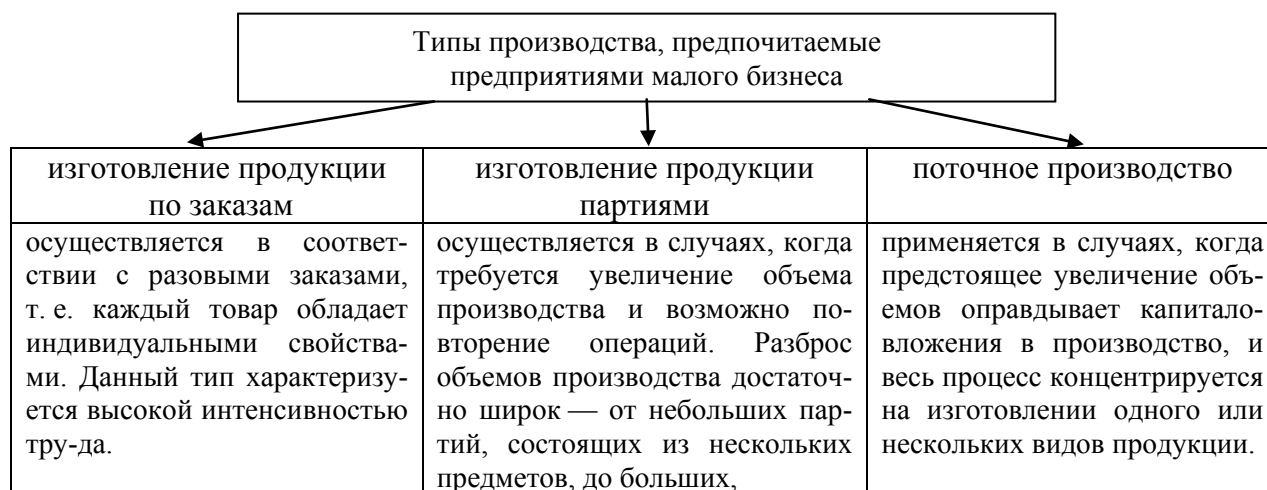 Типы производства, предпочитаемые
предприятиями малого бизнеса
изготовление продукции
по заказам
осуществляется в соответ-
ствии с разовыми заказами,
т. е. каждый товар обладает
индивидуальными свойства-
ми. Данный тип характеризу-
ется высокой интенсивностью
тру-да.
изготовление продукции
партиями
осуществляется в случаях, когда
требуется увеличение объема
производства и возможно по-
вторение операций. Разброс
объемов производства достаточ-
но широк — от небольших пар-
тий, состоящих из нескольких
предметов, до больших,
поточное производство
применяется в случаях, когда
предстоящее увеличение объ-
емов оправдывает капитало-
вложения в производство, и
весь процесс концентрируется
на изготовлении одного или
нескольких видов продукции.